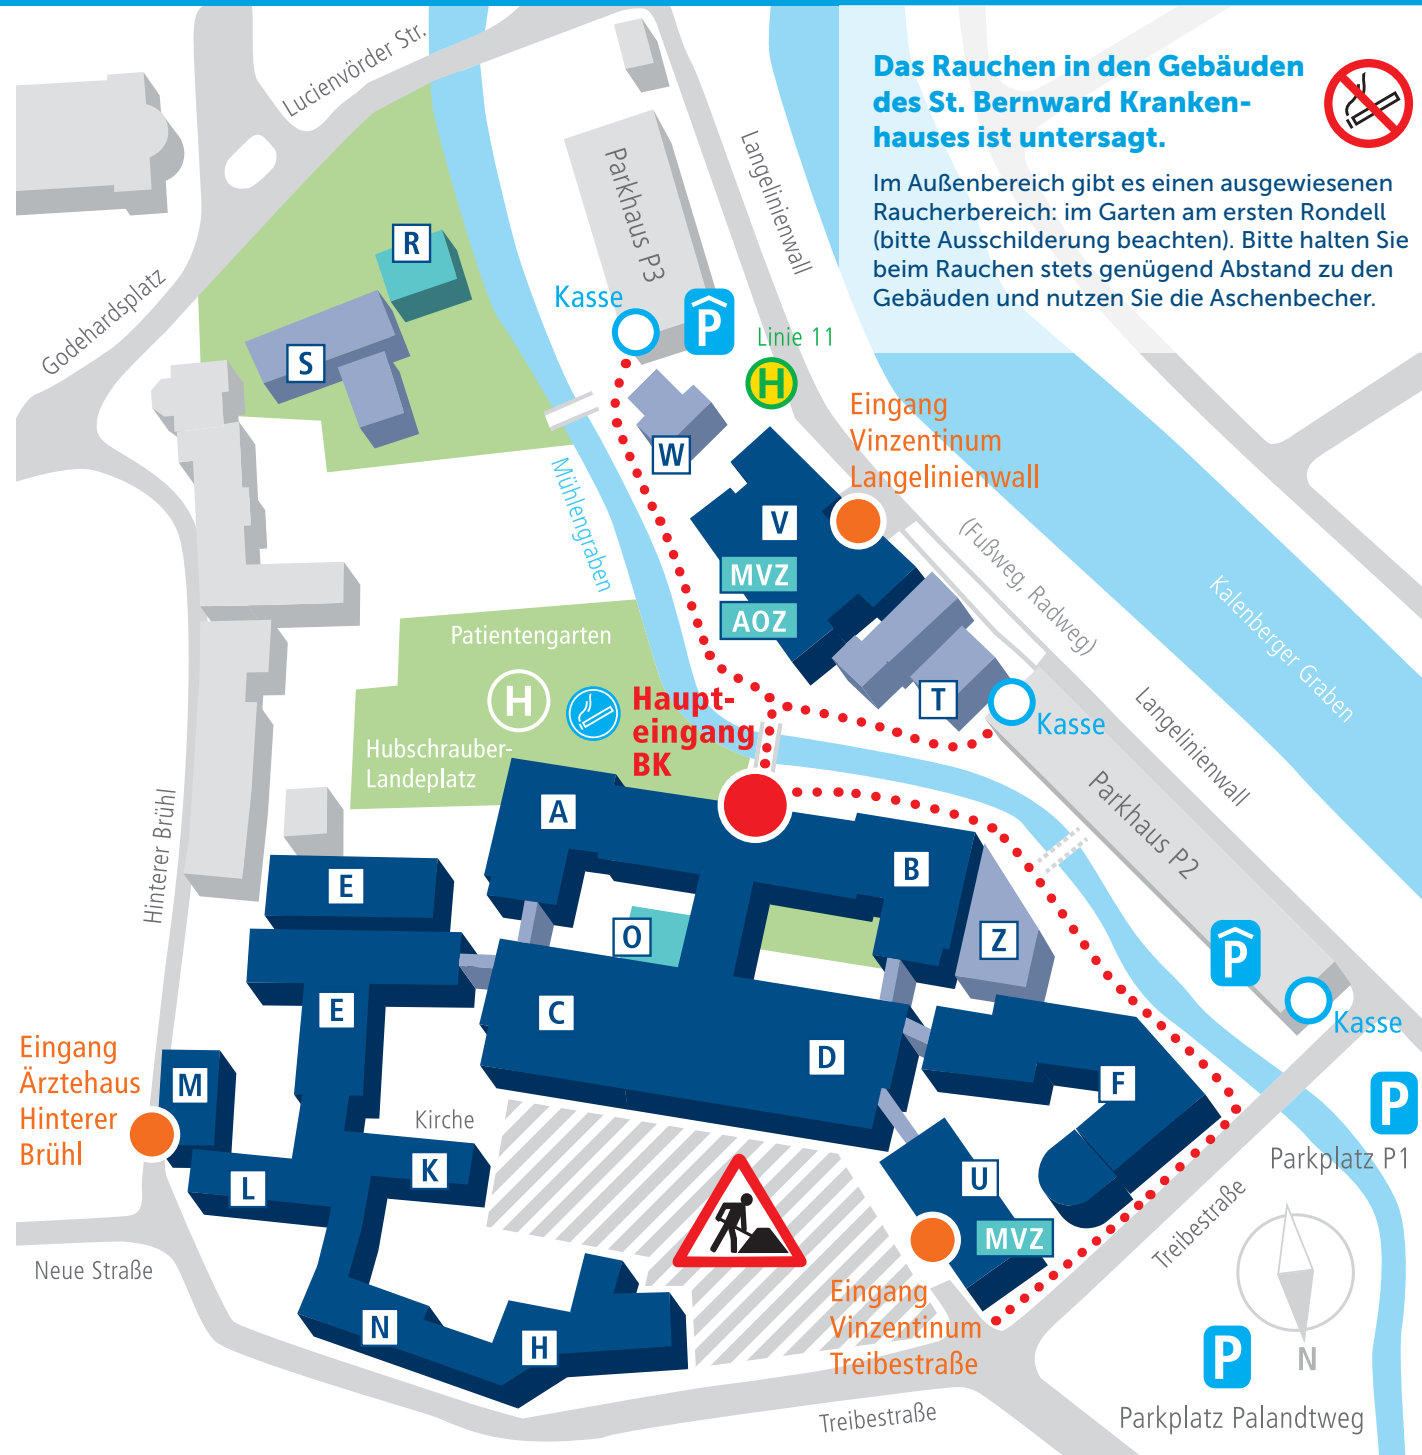 Das Rauchen in den Gebäuden
des St. Bernward Kranken-
hauses ist untersagt.
Im Außenbereich gibt es einen ausgewiesenen
Raucherbereich: im Garten am ersten Rondell
(bitte Ausschilderung beachten). Bitte halten Sie
beim Rauchen stets genügend Abstand zu den
Gebäuden und nutzen Sie die Aschenbecher.
Lucienvörder Str.
Langelinienwall
Parkhaus P3
R
Godehardsplatz
Kasse
P
Linie 11
H
S
Eingang
Vinzentinum
Langelinienwall
W
Mühlengraben
V
MVZ
AOZ
(Fußweg, Radweg)
Kalenberger Graben
Patientengarten
H
Haupt-
eingang
BK
Hubschrauber-
Landeplatz
T
Kasse
Langelinienwall
Parkhaus P2
Hinterer Brühl
A
B
E
O
Z
P
C
E
D
Kasse
Eingang
Ärztehaus
Hinterer
Brühl
M
F
P
Parkplatz P1
Kirche
K
L
U
MVZ
Treibestraße
Neue Straße
Eingang
Vinzentinum
Treibestraße
N
H
P
N
Parkplatz Palandtweg
Treibestraße